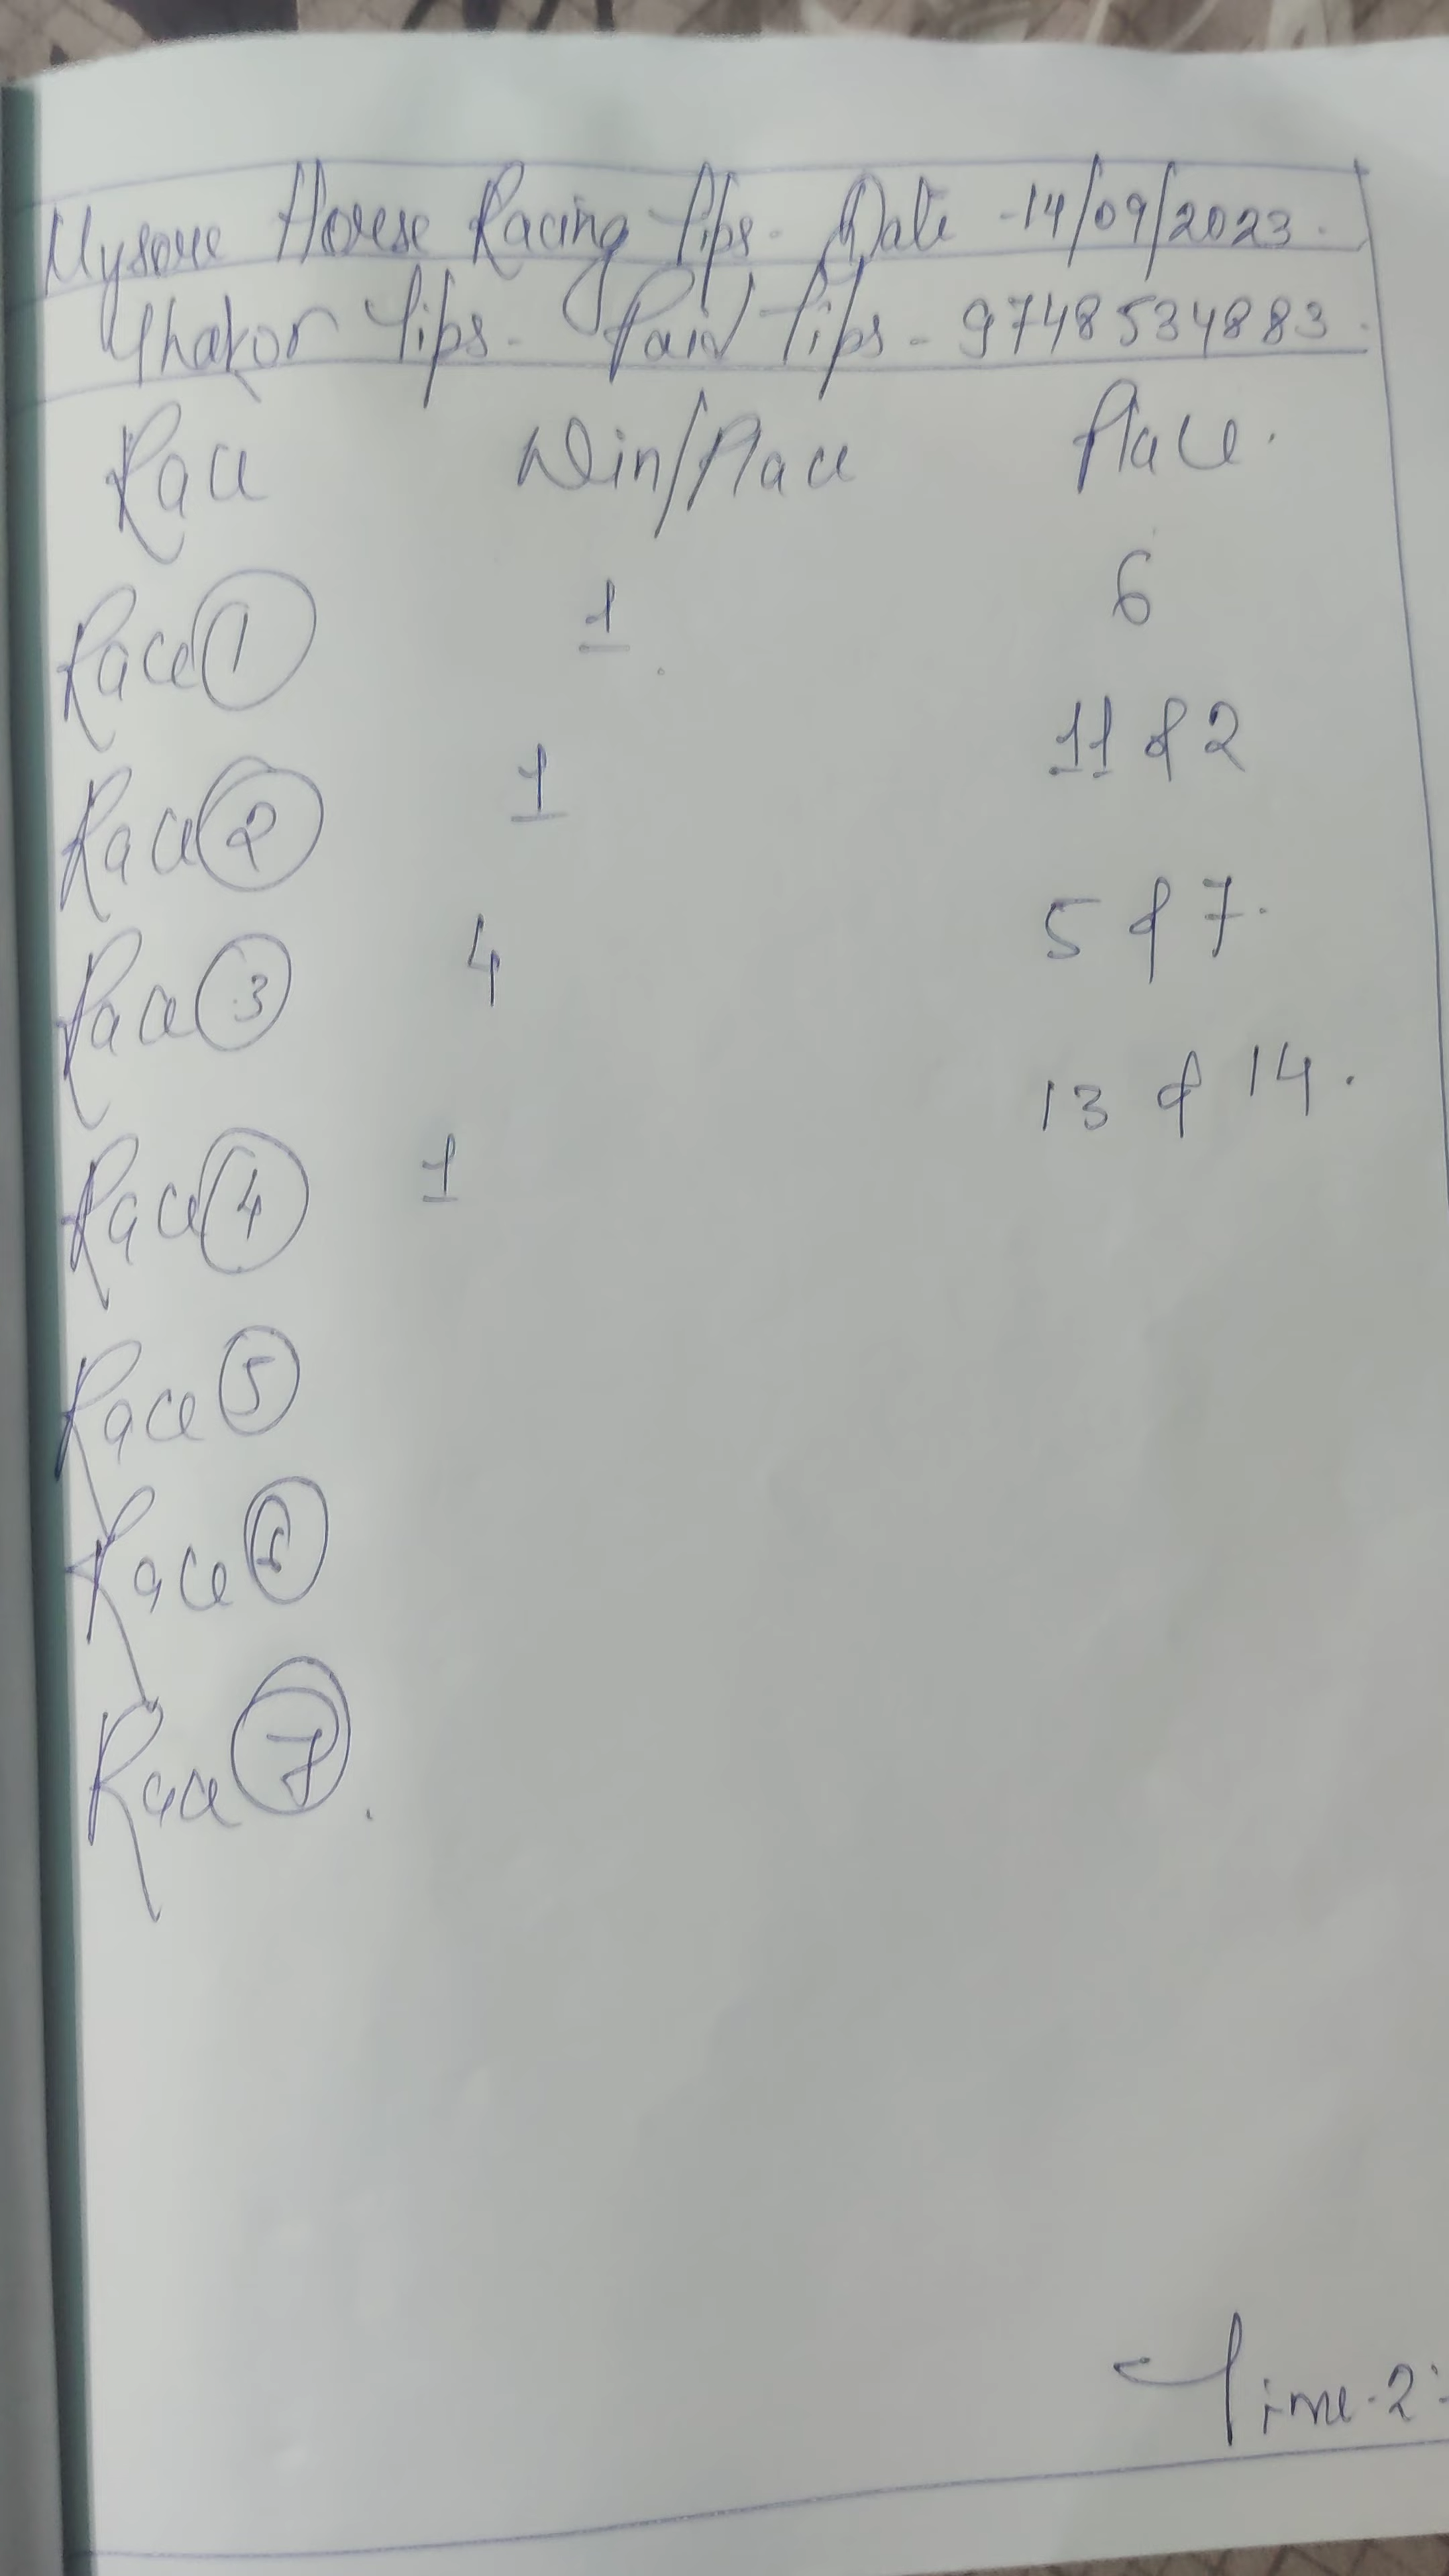 Mysore Horse Racing Tips. Date - 14/09/2023.
Thakor Tips - Paid Tips - 9748534883.
Race Win/Place Place.
Race 1 1 6
Race 2 1 11 & 2
Race 3 4 5 & 7.
Race 4 1 13 & 14.
Race 5
Race 6
Race 7.
Time - 2: